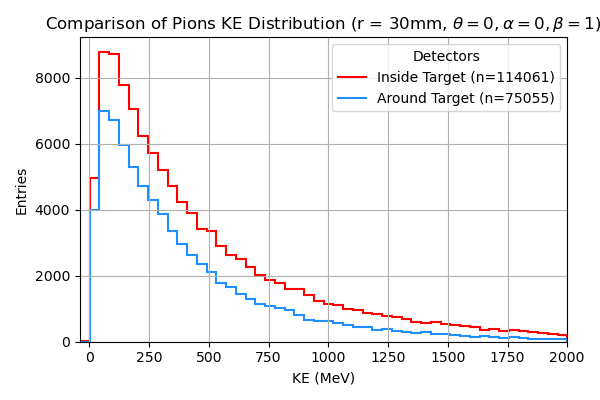 Comparison of Pions KE Distribution (r = 30mm, θ = 0, α = 0, β = 1)
Detectors
Inside Target (n=114061)
Around Target (n=75055)
8000
6000
4000
2000
0
Entries
0 250 500 750 1000 1250 1500 1750 2000
KE (MeV)